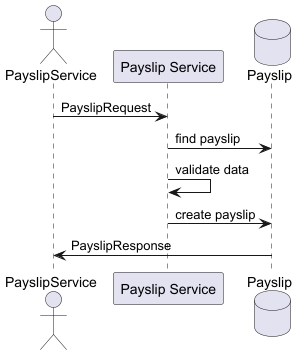 PayslipService
Payslip Service
Payslip
PayslipRequest
find payslip
validate data
create payslip
PayslipResponse
PayslipService
Payslip Service
Payslip